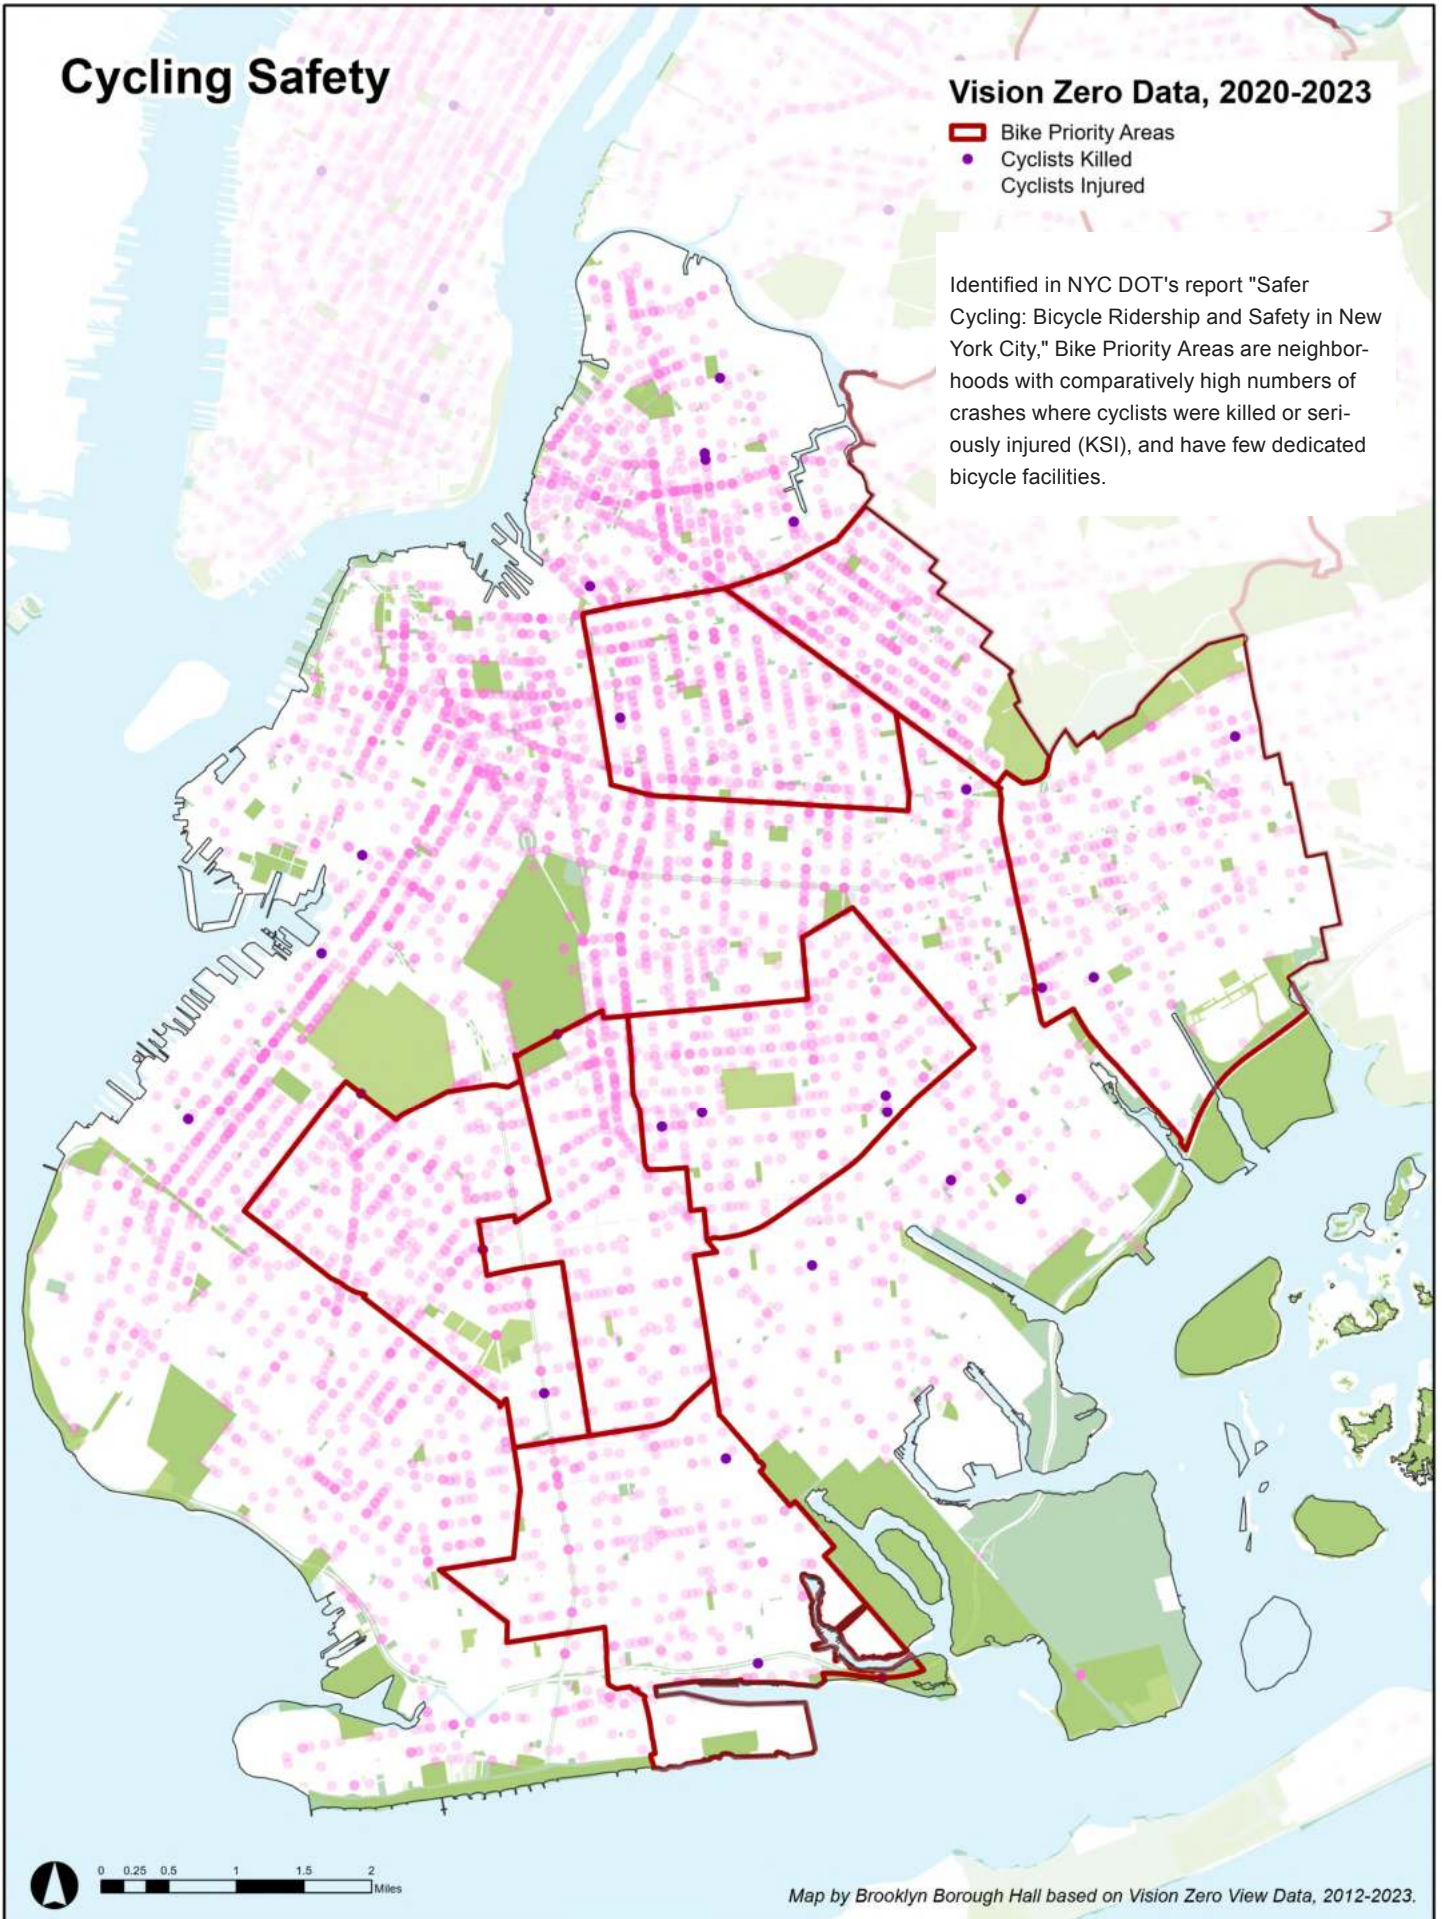 Cycling Safety
Vision Zero Data, 2020-2023
Bike Priority Areas
Cyclists Killed
Cyclists Injured
Identified in NYC DOT's report "Safer
Cycling: Bicycle Ridership and Safety in New
York City," Bike Priority Areas are neighbor-
hoods with comparatively high numbers of
crashes where cyclists were killed or seri-
ously injured (KSI), and have few dedicated
bicycle facilities.
0 0.25 0.5 1 1.5 2
Miles
Map by Brooklyn Borough Hall based on Vision Zero View Data, 2012-2023.